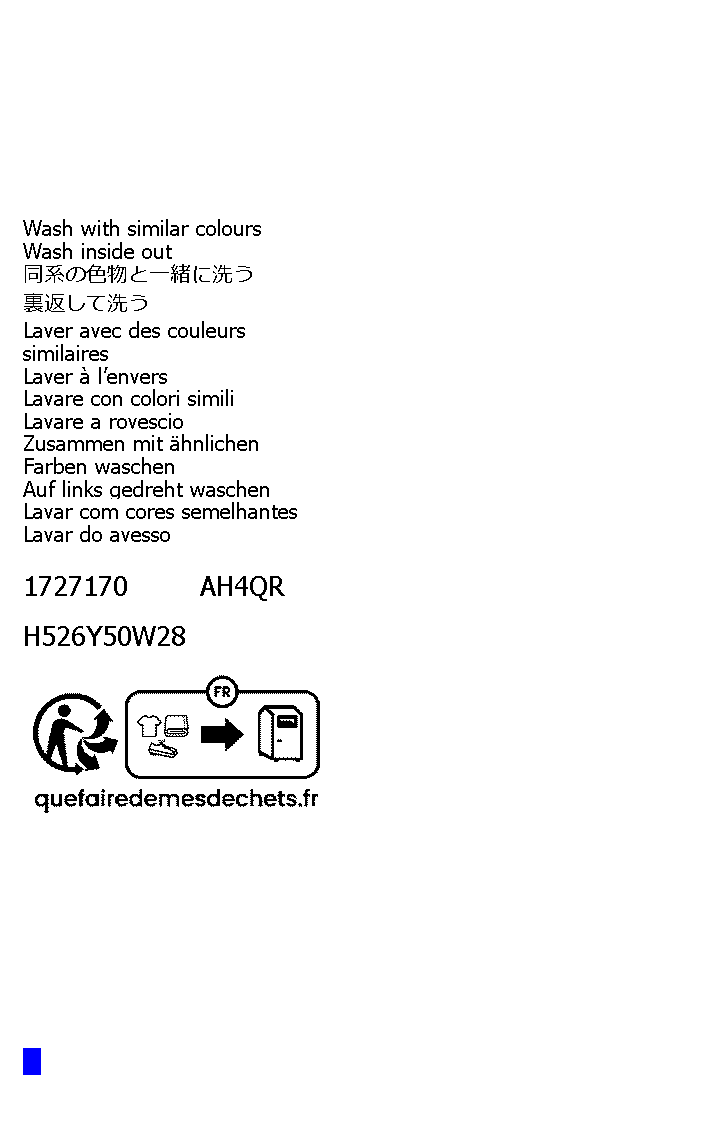 Wash with similar colours
Wash inside out
同系の色物と一緒に洗う
裏返して洗う
Laver avec des couleurs
similaires
Laver à l’envers
Lavare con colori simili
Lavare a rovescio
Zusammen mit ähnlichen
Farben waschen
Auf links gedreht waschen
Lavar com cores semelhantes
Lavar do avesso
1727170 AH4QR
H526Y50W28
FR
quefairedemesdechets.fr